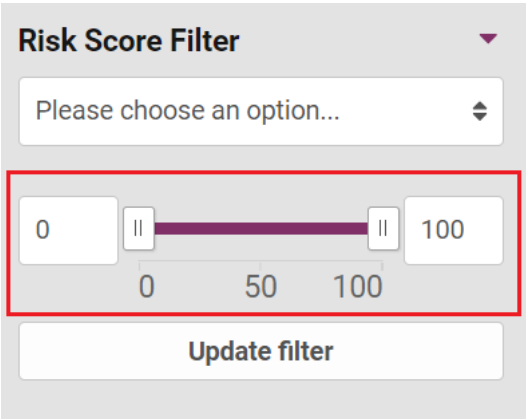 Risk Score Filter
Please choose an option...
0 100
0 50 100
Update filter